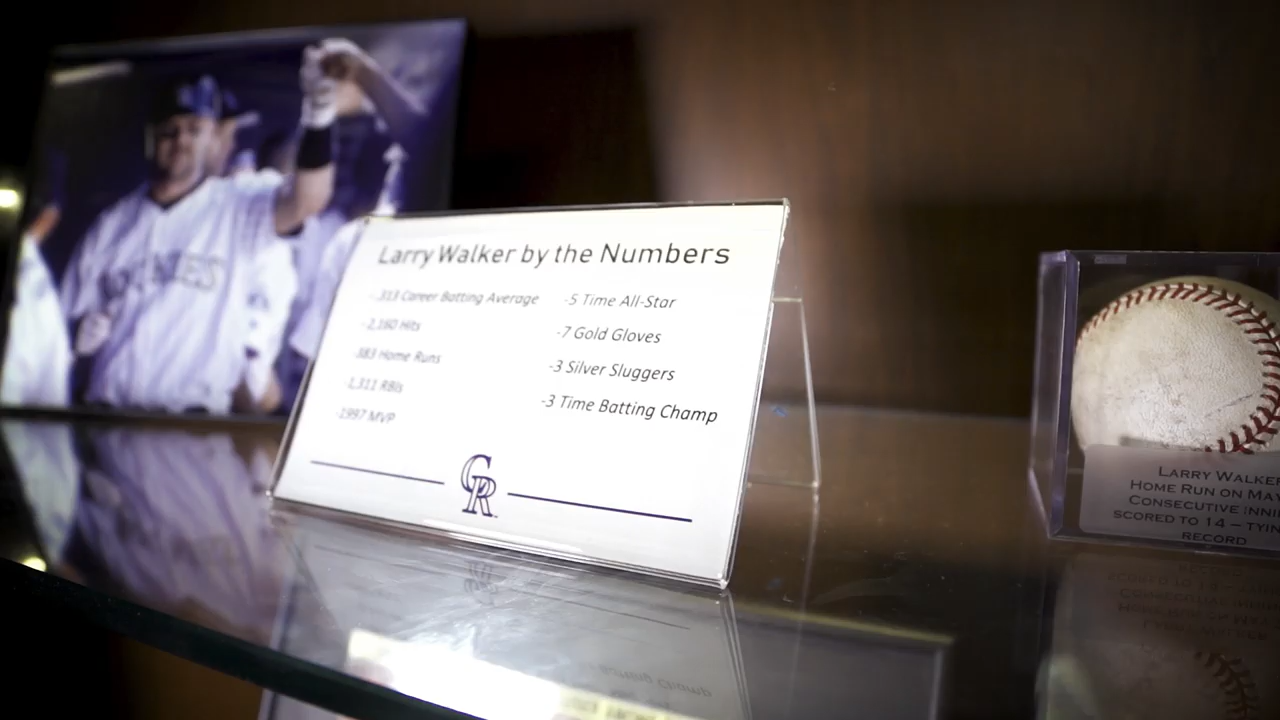 Larry Walker by the Numbers
-.313 Career Batting Average
-2,160 Hits
-383 Home Runs
-1,311 RBIs
-1997 MVP
-5 Time All-Star
-7 Gold Gloves
-3 Silver Sluggers
-3 Time Batting Champ
CR
LARRY WALKER
HOME RUN ON MAY
CONSECUTIVE INNI
SCORED TO 14 – TYIN
RECORD